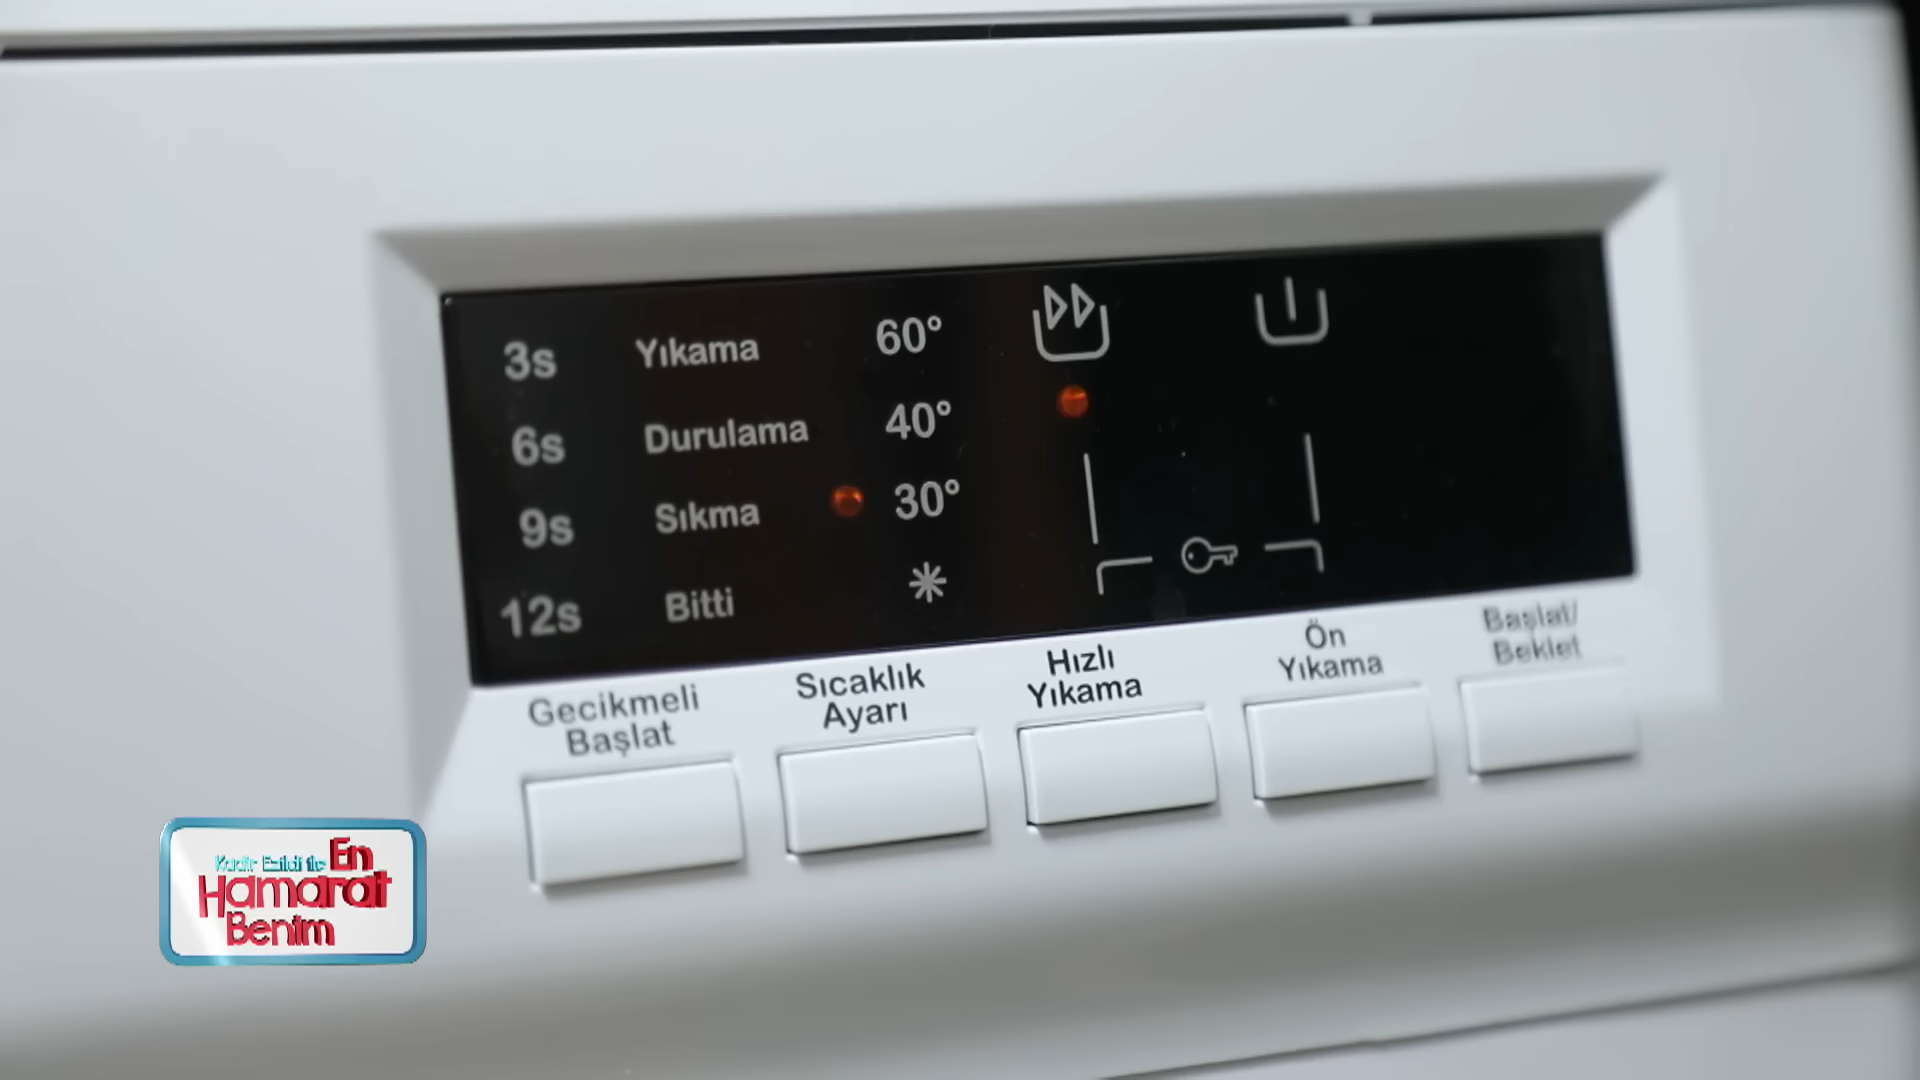 3s Yıkama 60°
6s Durulama 40°
9s Sıkma 30°
12s Bitti
Gecikmeli
Başlat
Sıcaklık
Ayarı
Hızlı
Yıkama
Ön
Yıkama
Başlat/
Beklet
Kadir Ezildi ile En
Hamarat
Benim